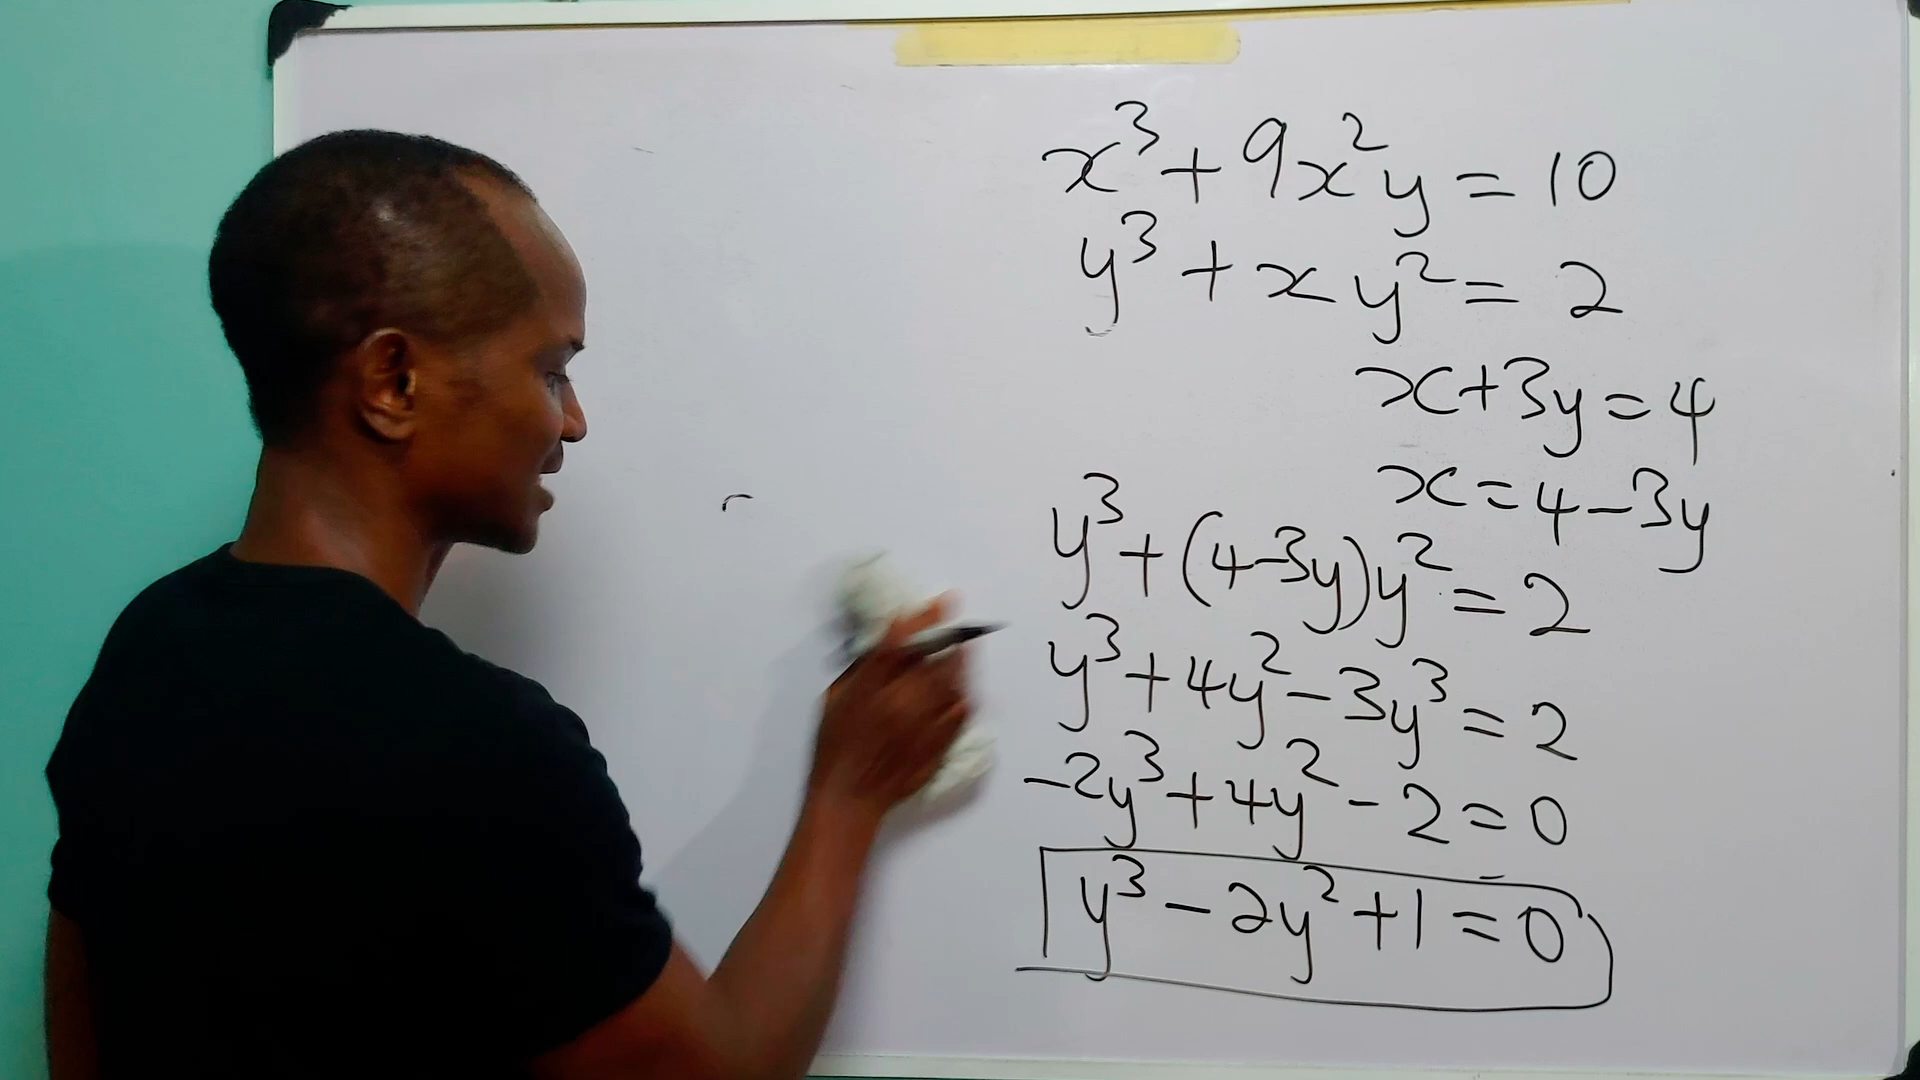 x³ + 9x²y = 10
y³ + xy² = 2
x + 3y = 4
x = 4 - 3y
y³ + (4 - 3y)y² = 2
y³ + 4y² - 3y³ = 2
-2y³ + 4y² - 2 = 0
y³ - 2y² + 1 = 0